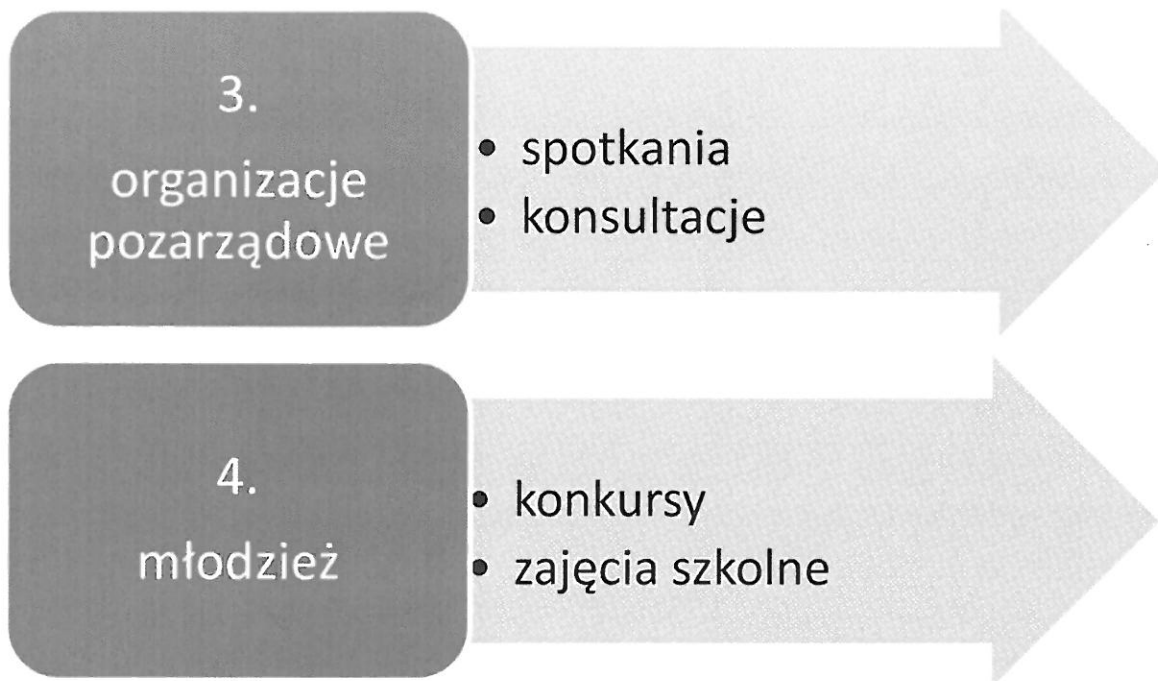 3.
organizacje
pozarządowe
• spotkania
• konsultacje
4.
młodzież
• konkursy
• zajęcia szkolne